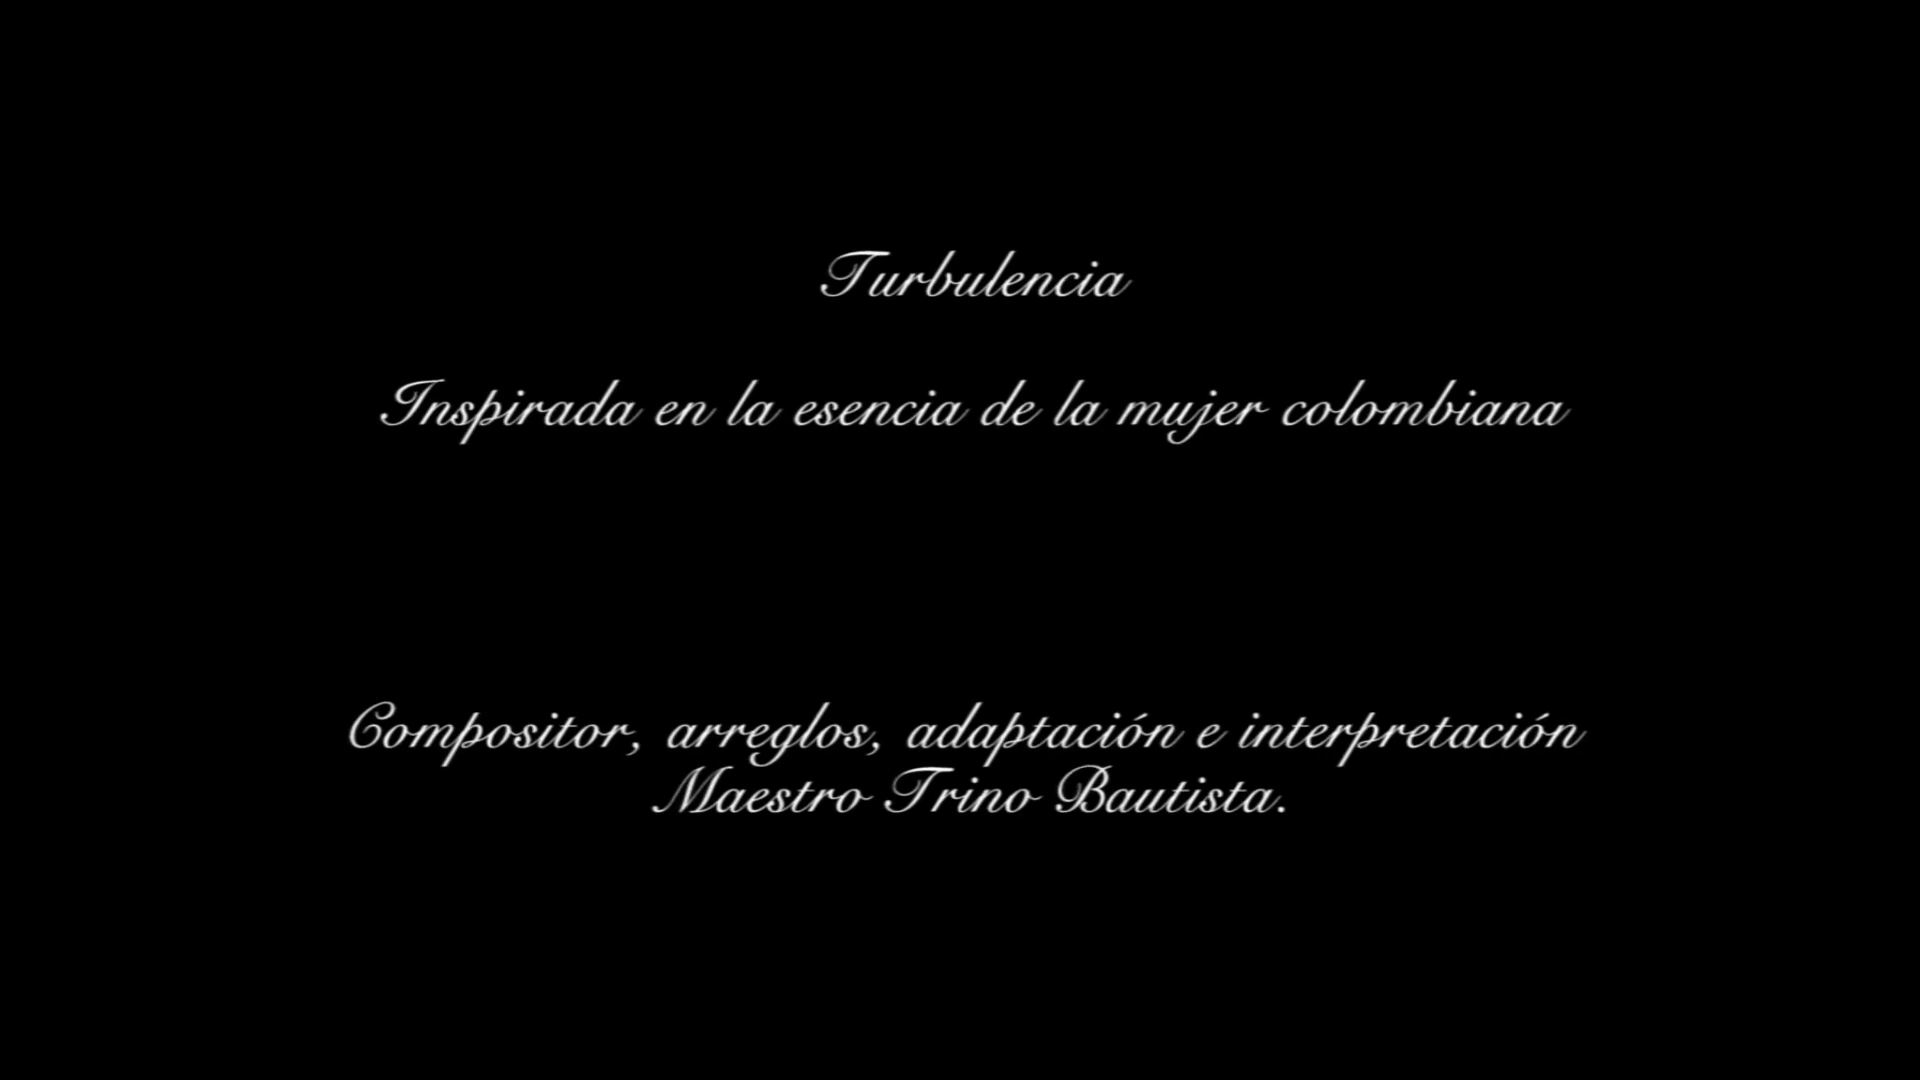 Turbulencia
Inspirada en la esencia de la mujer colombiana
Compositor, arreglos, adaptación e interpretación
Maestro Trino Bautista.